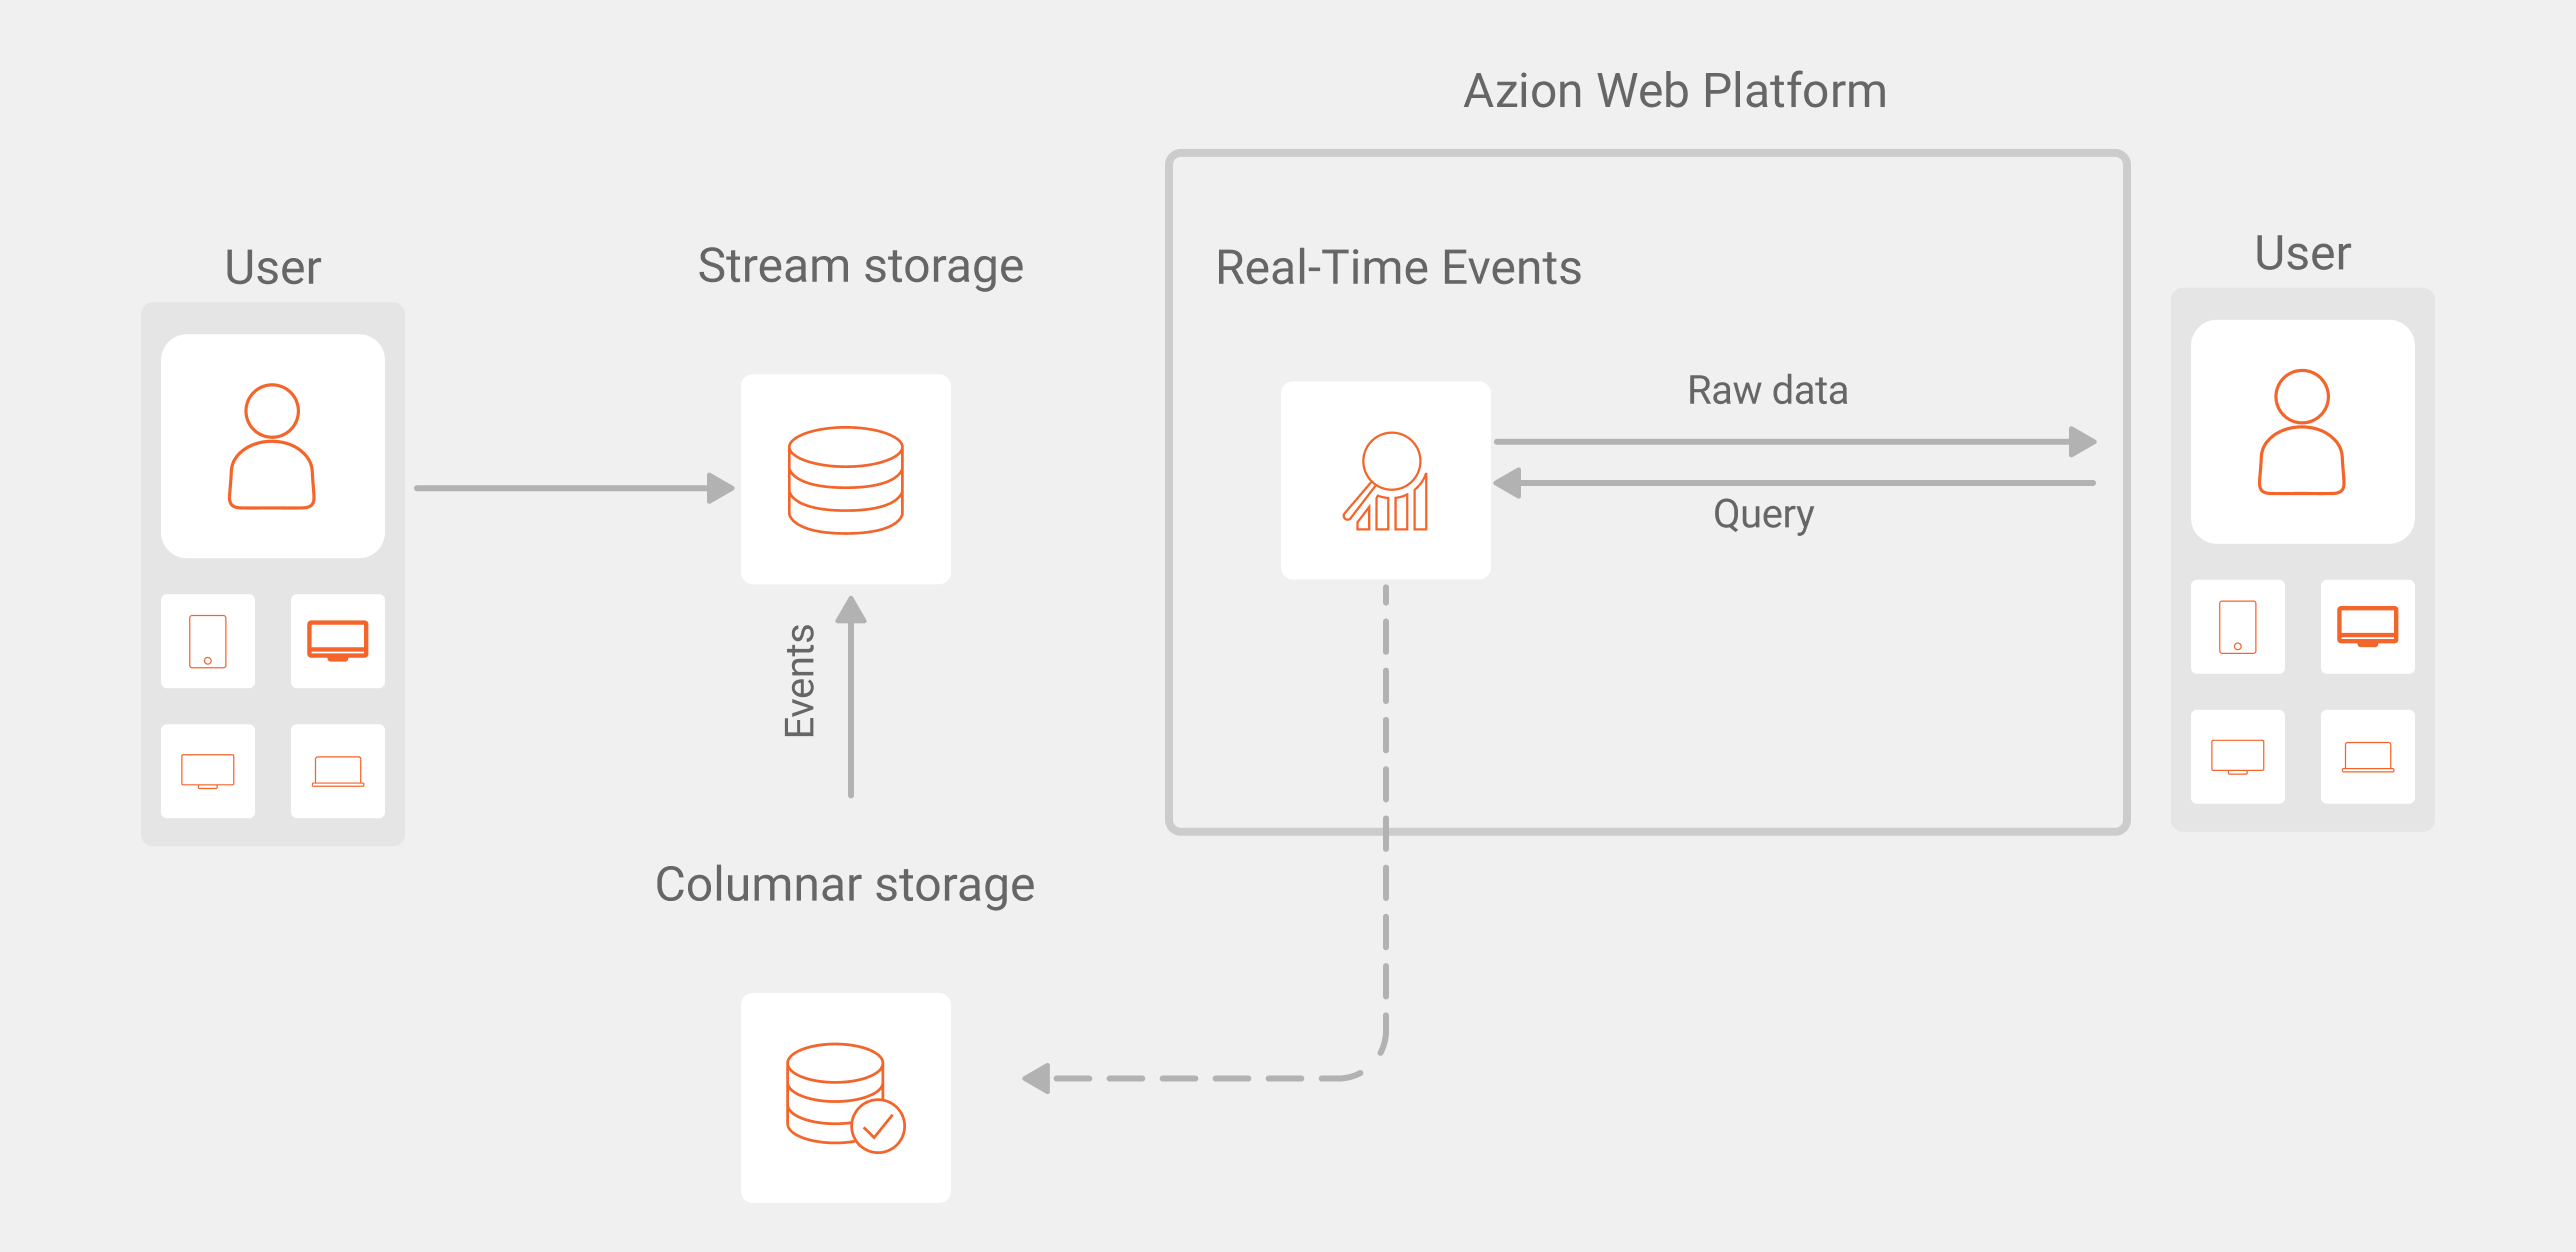 Azion Web Platform
User
Stream storage
Real-Time Events
User
Raw data
Query
Events
Columnar storage